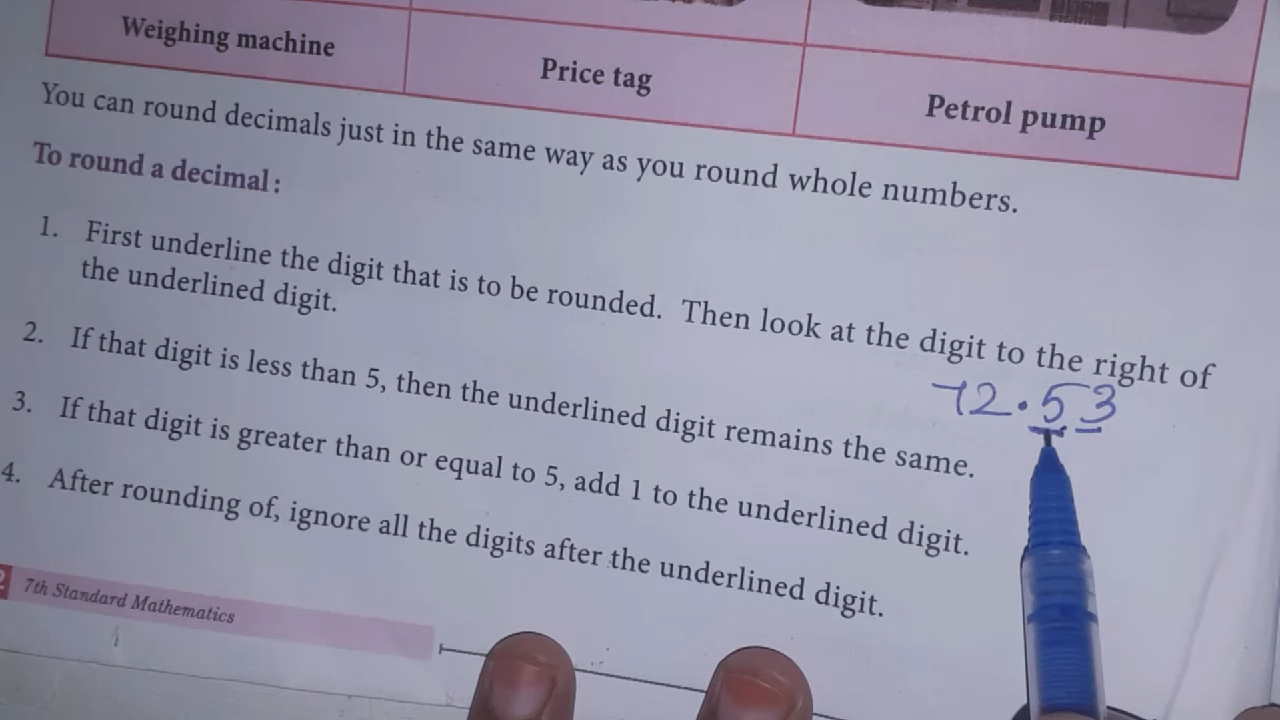 Weighing machine
Price tag
Petrol pump
You can round decimals just in the same way as you round whole numbers.
To round a decimal:
1. First underline the digit that is to be rounded. Then look at the digit to the right of
the underlined digit.
72.53
2. If that digit is less than 5, then the underlined digit remains the same.
3. If that digit is greater than or equal to 5, add 1 to the underlined digit.
4. After rounding of, ignore all the digits after the underlined digit.
2 7th Standard Mathematics